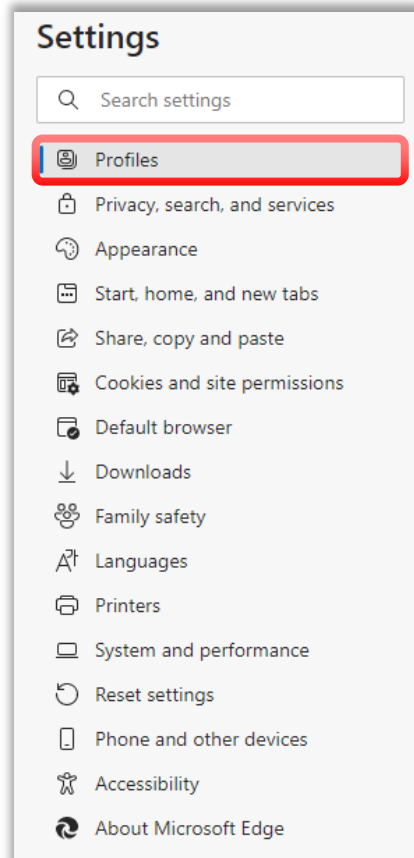 Settings
Search settings
Profiles
Privacy, search, and services
Appearance
Start, home, and new tabs
Share, copy and paste
Cookies and site permissions
Default browser
Downloads
Family safety
Languages
Printers
System and performance
Reset settings
Phone and other devices
Accessibility
About Microsoft Edge